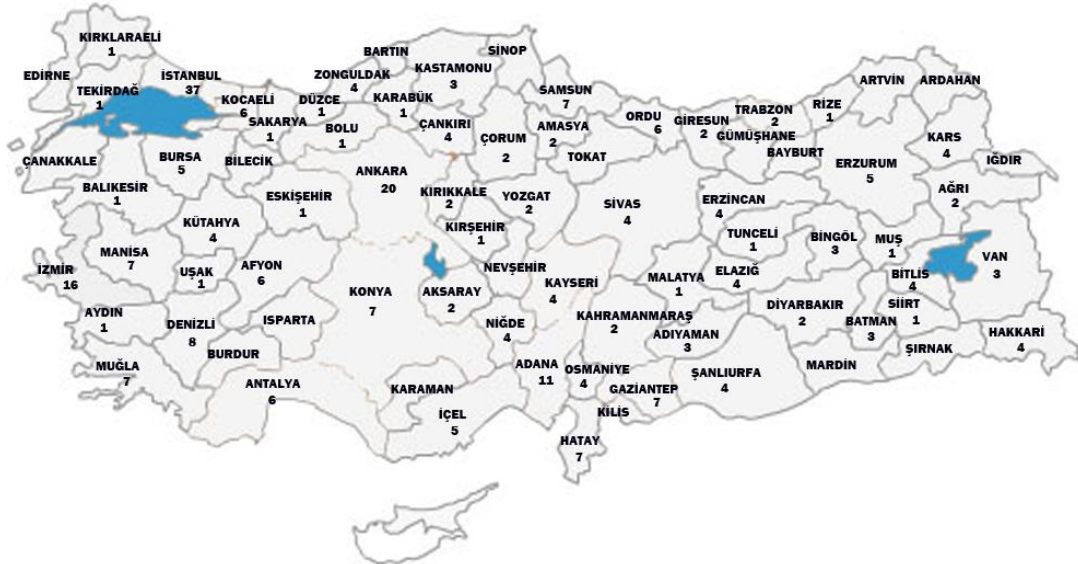 KIRKLARELİ
1
EDİRNE
TEKİRDAĞ
1
İSTANBUL
37
KOCAELİ
6
SAKARYA
1
DÜZCE
1
BOLU
1
ZONGULDAK
4
BARTIN
KARABÜK
1
KASTAMONU
3
SİNOP
ÇANKIRI
4
ÇORUM
2
SAMSUN
7
AMASYA
2
TOKAT
ORDU
6
GİRESUN
2
TRABZON
2
GÜMÜŞHANE
BAYBURT
RİZE
1
ARTVİN
ARDAHAN
KARS
4
IĞDIR
ERZURUM
5
AĞRI
2
ÇANAKKALE
BALIKESİR
1
BURSA
5
BİLECİK
ESKİŞEHİR
1
KÜTAHYA
4
ANKARA
20
KIRIKKALE
2
KIRŞEHİR
1
YOZGAT
2
SİVAS
4
ERZİNCAN
4
TUNCELİ
1
BİNGÖL
3
MUŞ
1
BİTLİS
4
VAN
3
İZMİR
16
MANİSA
7
UŞAK
1
AFYON
6
KONYA
7
AKSARAY
2
NEVŞEHİR
KAYSERİ
4
MALATYA
1
ELAZIĞ
4
DİYARBAKIR
2
BATMAN
3
SİİRT
1
ŞIRNAK
HAKKARİ
4
AYDIN
1
DENİZLİ
8
ISPARTA
BURDUR
MUĞLA
7
ANTALYA
6
KARAMAN
NİĞDE
4
İÇEL
5
ADANA
11
KAHRAMANMARAŞ
2
ADIYAMAN
3
OSMANİYE
4
GAZİANTEP
7
KİLİS
HATAY
7
ŞANLIURFA
4
MARDİN